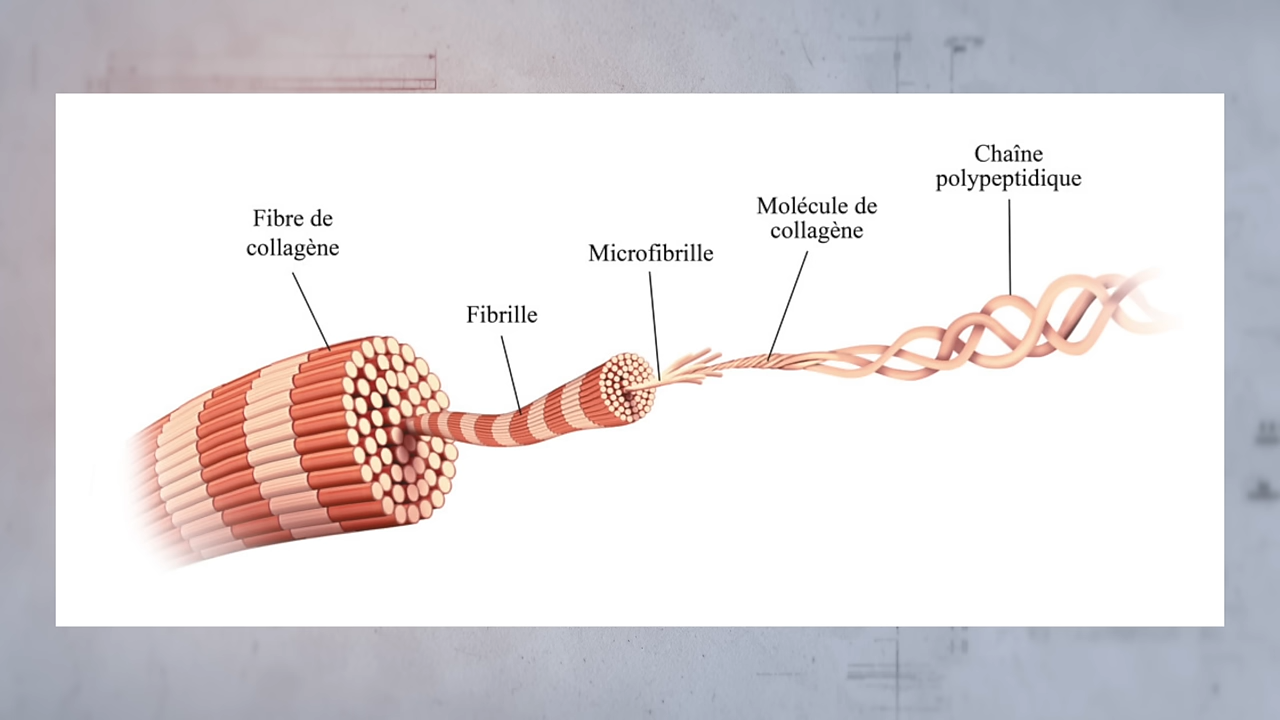 Chaîne
polypeptidique
Molécule de
collagène
Fibre de
collagène
Microfibrille
Fibrille